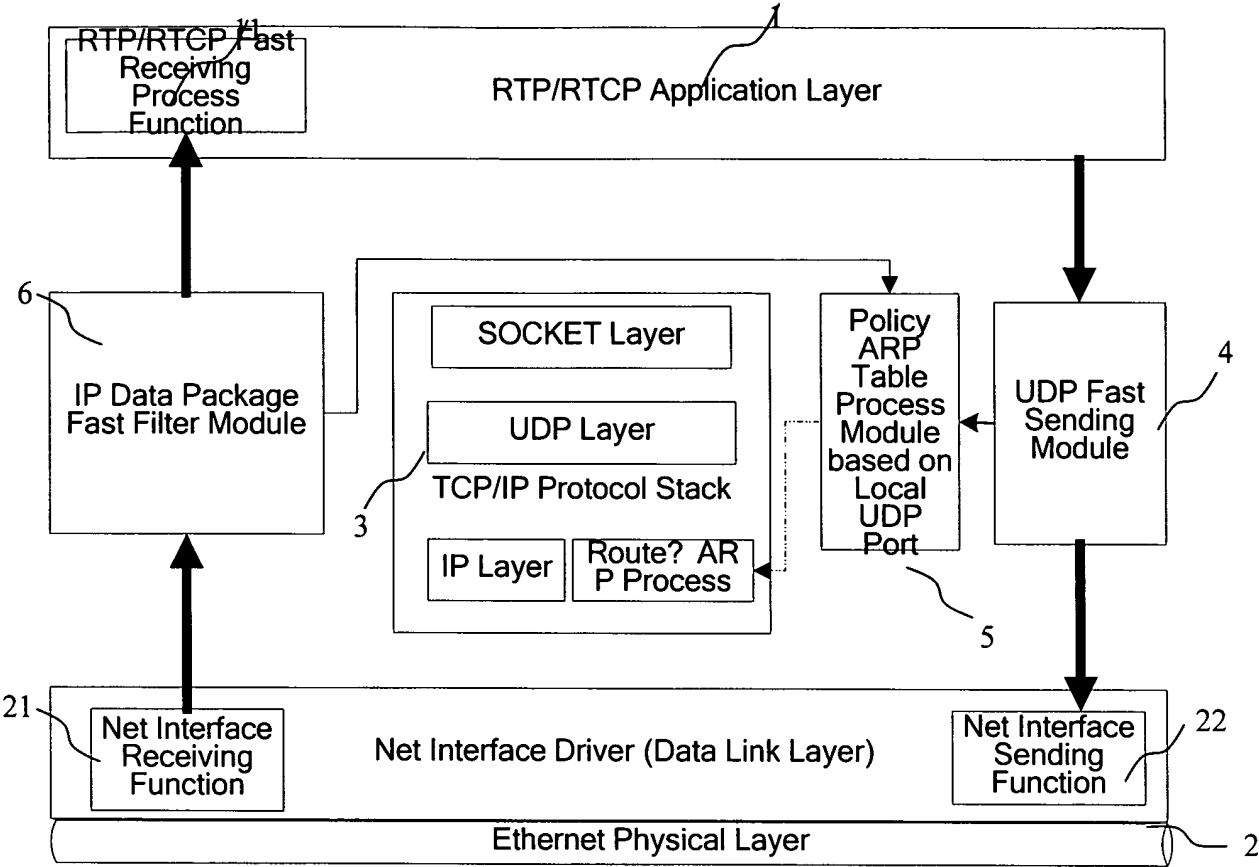 1
11
RTP/RTCP Fast
Receiving
Process
Function
RTP/RTCP Application Layer
6
IP Data Package
Fast Filter Module
SOCKET Layer
UDP Layer
3
TCP/IP Protocol Stack
IP Layer
Route? AR
P Process
Policy
ARP
Table
Process
Module
based on
Local
UDP
Port
5
UDP Fast
Sending
Module
4
21
Net Interface
Receiving
Function
Net Interface Driver (Data Link Layer)
Net Interface
Sending
Function
22
Ethernet Physical Layer
2